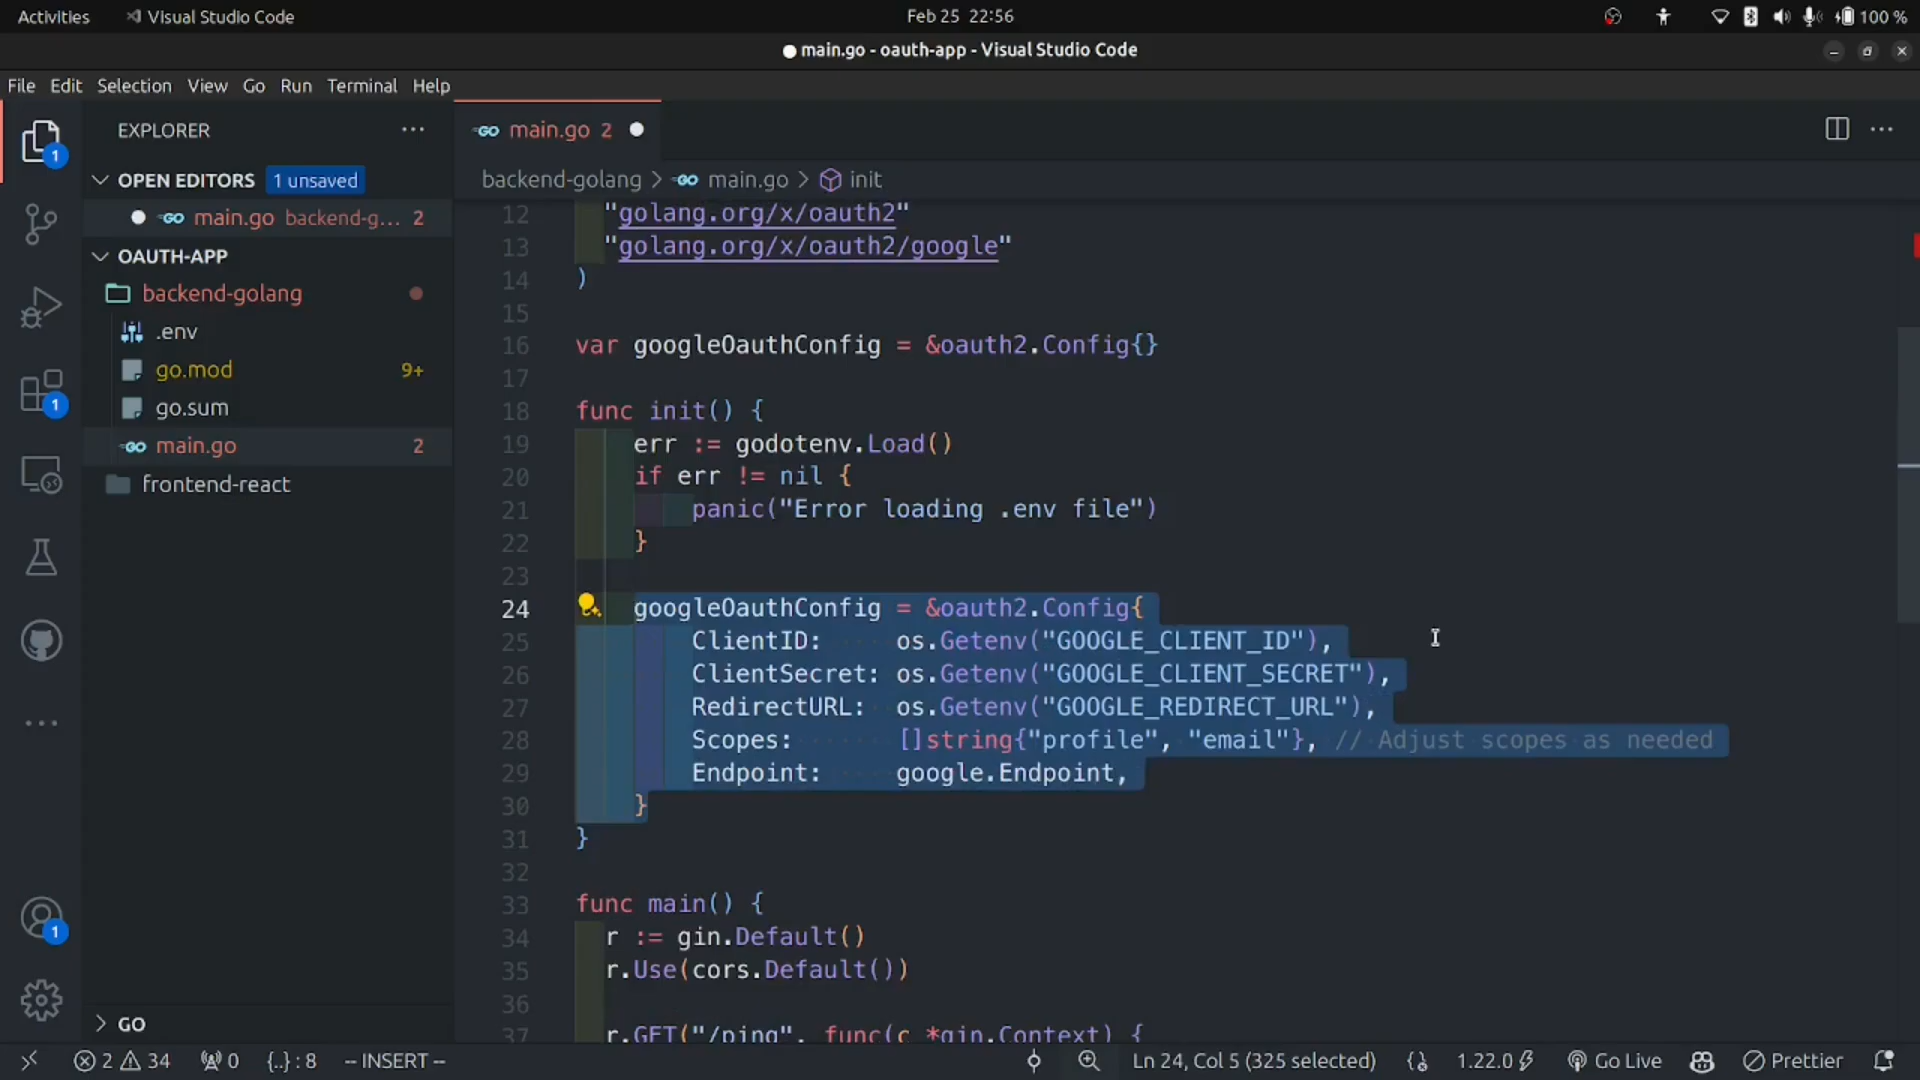 Activities Visual Studio Code Feb 25 22:56 100 %
main.go - oauth-app - Visual Studio Code
File Edit Selection View Go Run Terminal Help
EXPLORER
OPEN EDITORS 1 unsaved
main.go backend-g... 2
OAUTH-APP
backend-golang
.env
go.mod 9+
go.sum
main.go 2
frontend-react
GO
1
1
1
main.go 2
backend-golang > main.go > init
12 "golang.org/x/oauth2"
13 "golang.org/x/oauth2/google"
14 )
15
16 var googleOauthConfig = &oauth2.Config{}
17
18 func init() {
19 err := godotenv.Load()
20 if err != nil {
21 panic("Error loading .env file")
22 }
23
24 googleOauthConfig = &oauth2.Config{
25 ClientID: os.Getenv("GOOGLE_CLIENT_ID"),
26 ClientSecret: os.Getenv("GOOGLE_CLIENT_SECRET"),
27 RedirectURL: os.Getenv("GOOGLE_REDIRECT_URL"),
28 Scopes: []string{"profile", "email"}, // Adjust scopes as needed
29 Endpoint: google.Endpoint,
30 }
31 }
32
33 func main() {
34 r := gin.Default()
35 r.Use(cors.Default())
36
37 r.GET("/ping", func(c *gin.Context) {
2 34 0 {..} : 8 -- INSERT -- Ln 24, Col 5 (325 selected) 1.22.0 Go Live Prettier